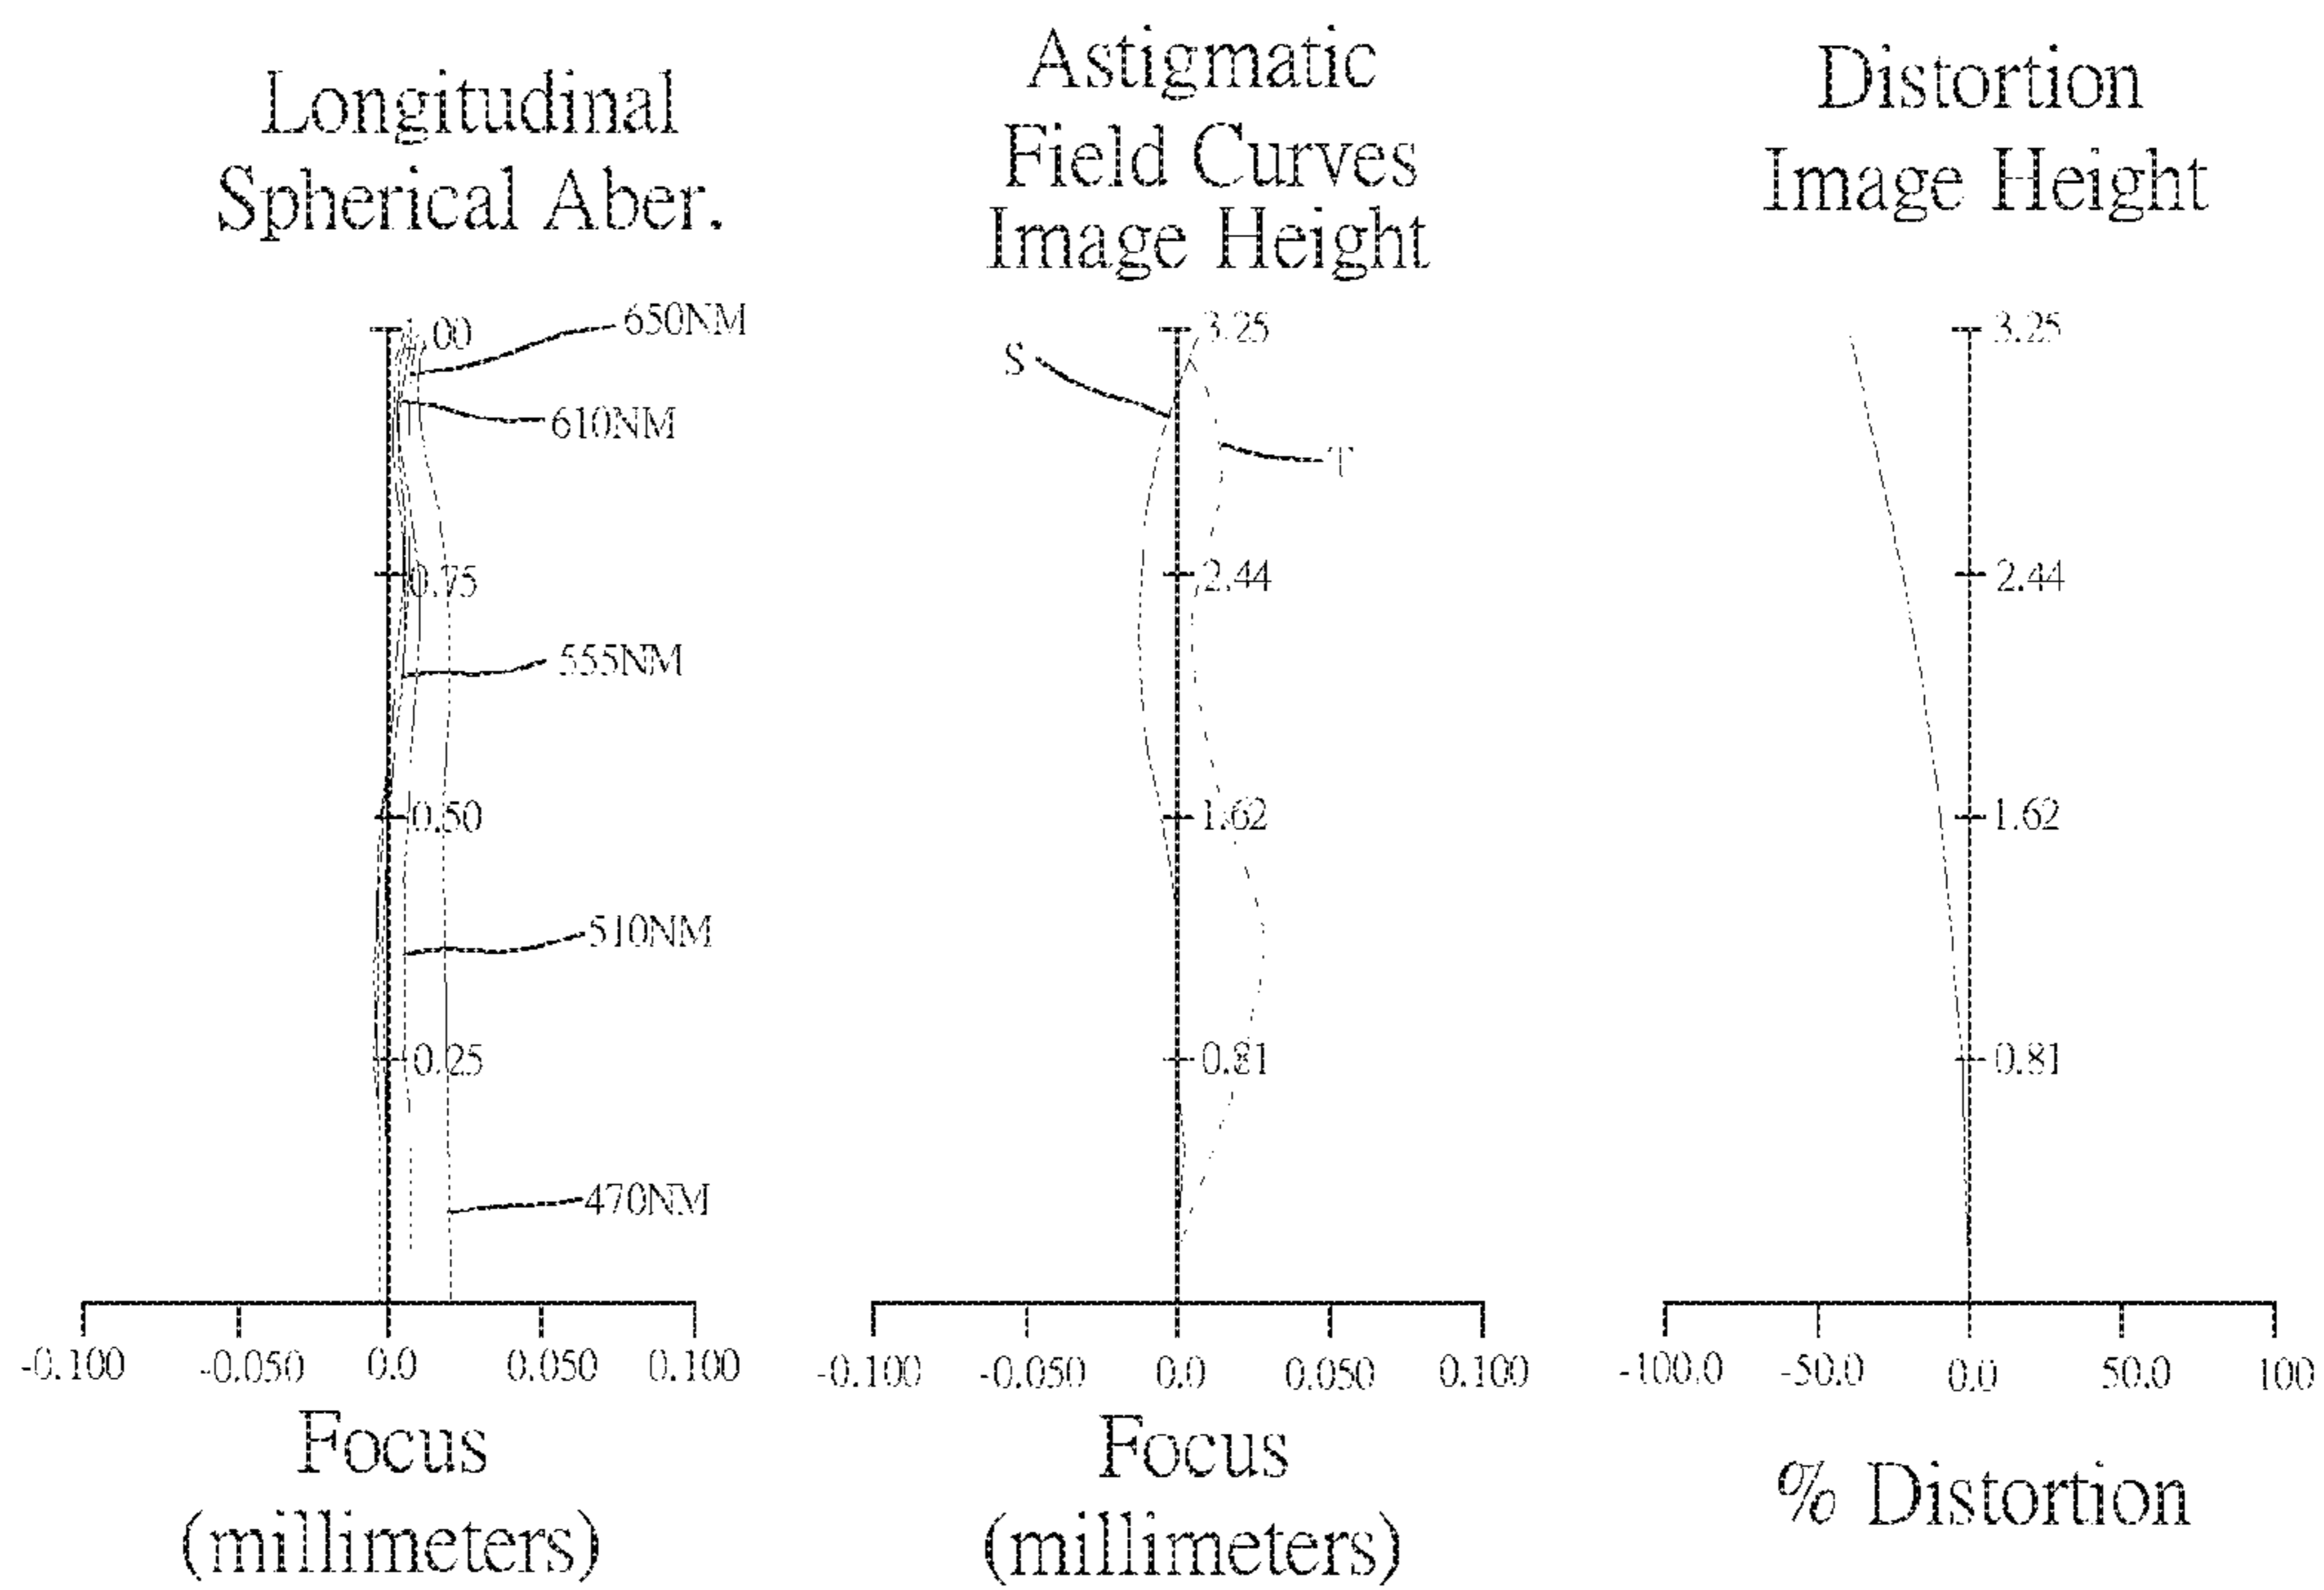 Longitudinal
Spherical Aber.
1.00
650NM
610NM
0.75
555NM
0.50
510NM
0.25
470NM
-0.100 -0.050 0.0 0.050 0.100
Focus
(millimeters)
Astigmatic
Field Curves
Image Height
3.25
S
T
2.44
1.62
0.81
-0.100 -0.050 0.0 0.050 0.100
Focus
(millimeters)
Distortion
Image Height
3.25
2.44
1.62
0.81
-100.0 -50.0 0.0 50.0 100
% Distortion